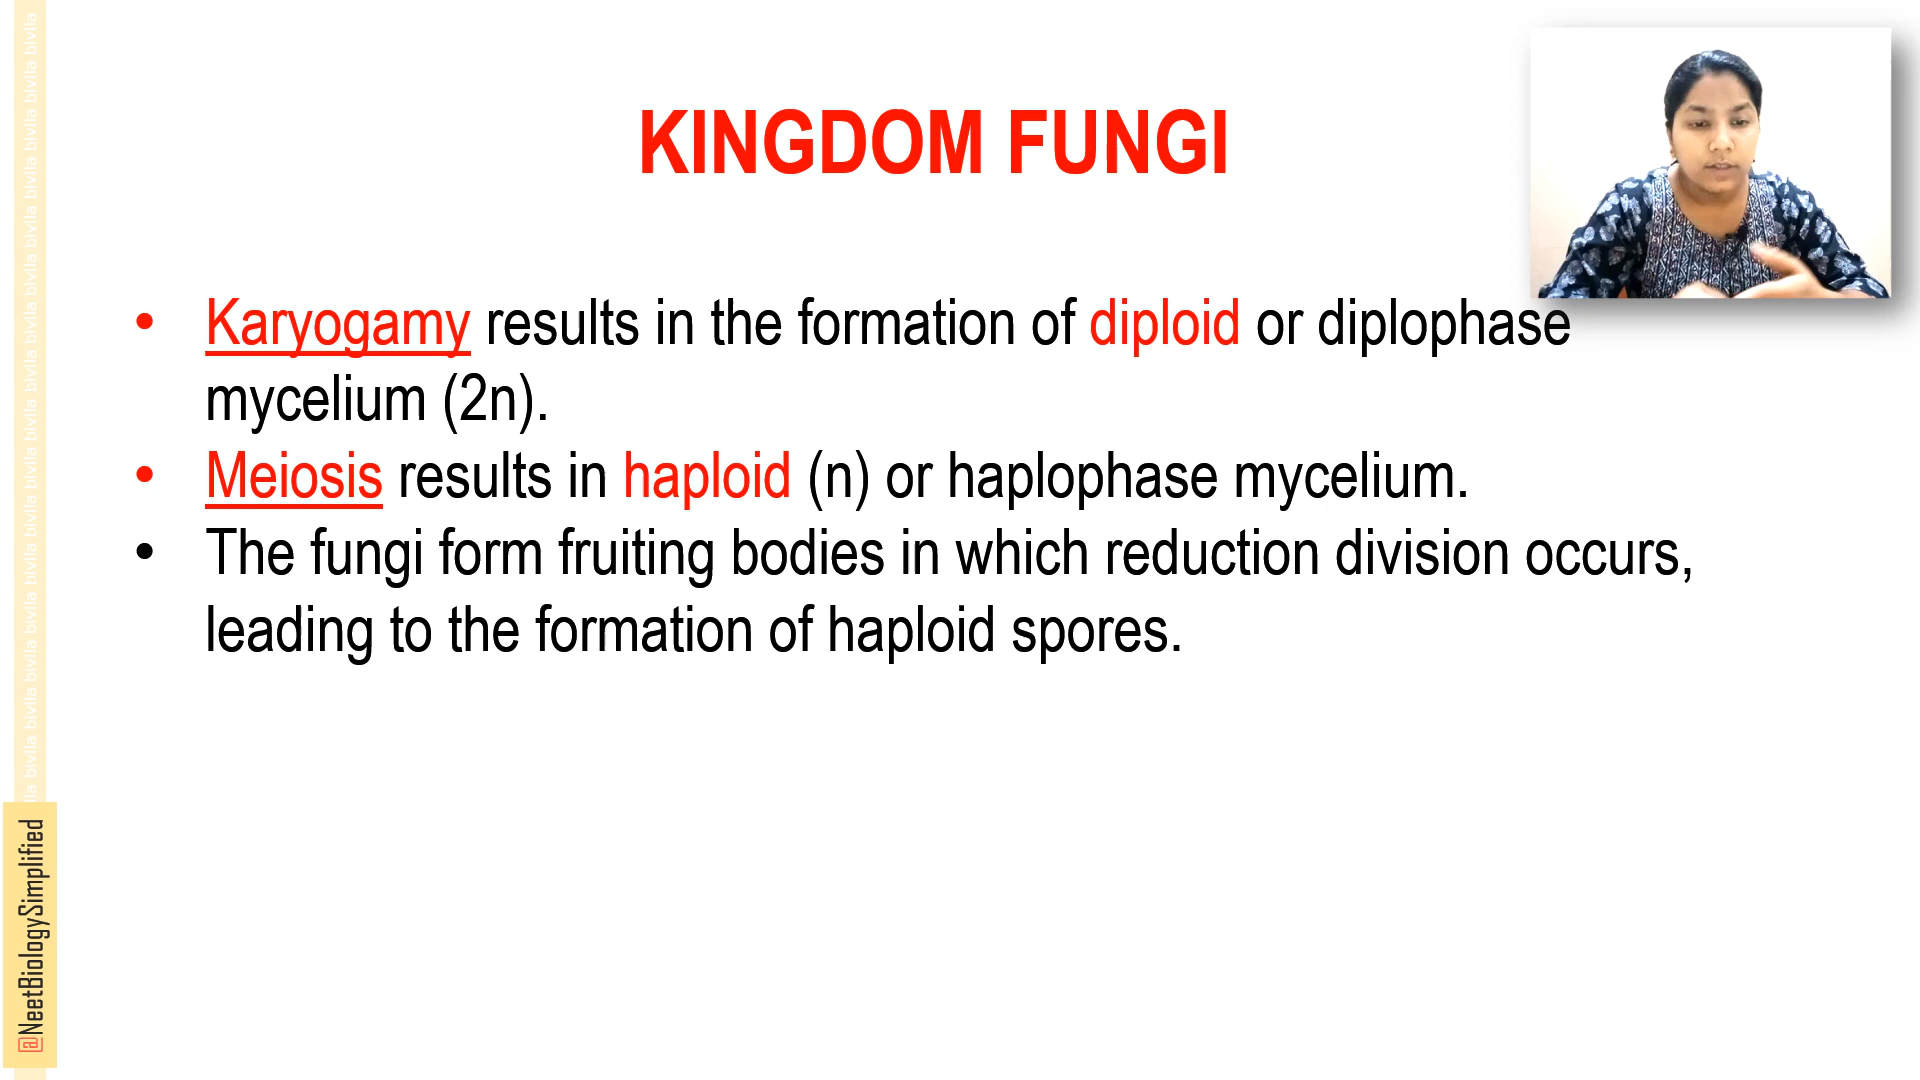 KINGDOM FUNGI
• Karyogamy results in the formation of diploid or diplophase
mycelium (2n).
• Meiosis results in haploid (n) or haplophase mycelium.
• The fungi form fruiting bodies in which reduction division occurs,
leading to the formation of haploid spores.
@NeetBiologySimplified